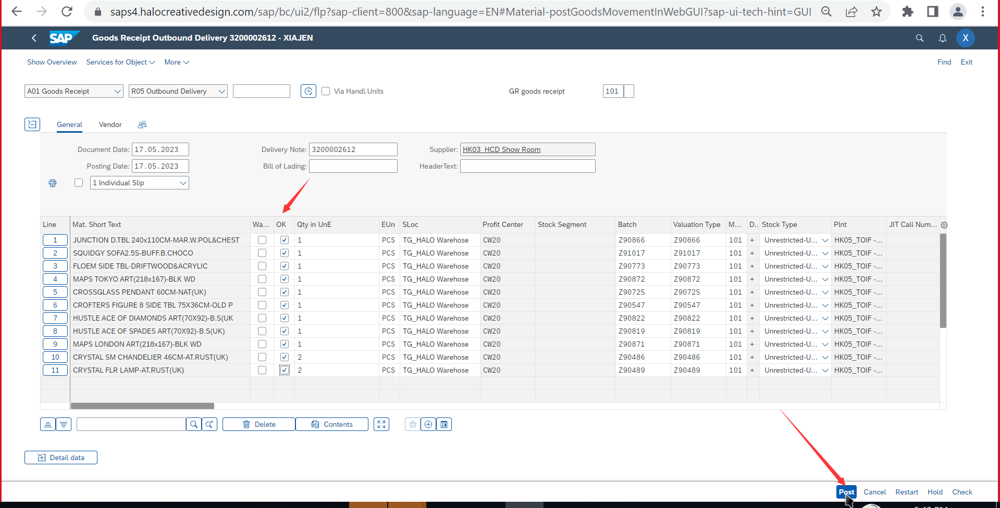 saps4.halocreativedesign.com/sap/bc/ui2/flp?sap-client=800&sap-language=EN#Material-postGoodsMovementInWebGUI?sap-ui-tech-hint=GUI
SAP Goods Receipt Outbound Delivery 3200002612 - XIAJEN X
Show Overview Services for Object More Find Exit
A01 Goods Receipt R05 Outbound Delivery Via Handl.Units GR goods receipt 101
General Vendor
Document Date: 17.05.2023 Delivery Note: 3200002612 Supplier: HK03 HCD Show Room
Posting Date: 17.05.2023 Bill of Lading: HeaderText:
1 Individual Slip
Line Mat. Short Text Wa... OK Qty in UnE EUn SLoc Profit Center Stock Segment Batch Valuation Type M... D.. Stock Type Plnt JIT Call Num...
1 JUNCTION D.TBL 240x110CM-MAR.W.POL&CHEST 1 PCS TG_HALO Warehose CW20 Z90866 Z90866 101 + Unrestricted-U... HK05_TOIF -...
2 SQUIDGY SOFA2.5S-BUFF.B.CHOCO 1 PCS TG_HALO Warehose CW20 Z91017 Z91017 101 + Unrestricted-U... HK05_TOIF -...
3 FLOEM SIDE TBL-DRIFTWOOD&ACRYLIC 1 PCS TG_HALO Warehose CW20 Z90773 Z90773 101 + Unrestricted-U... HK05_TOIF -...
4 MAPS TOKYO ART(218x167)-BLK WD 1 PCS TG_HALO Warehose CW20 Z90872 Z90872 101 + Unrestricted-U... HK05_TOIF -...
5 CROSSGLASS PENDANT 60CM-NAT(UK) 1 PCS TG_HALO Warehose CW20 Z90725 Z90725 101 + Unrestricted-U... HK05_TOIF -...
6 CROFTERS FIGURE 8 SIDE TBL 75X36CM-OLD P 1 PCS TG_HALO Warehose CW20 Z90547 Z90547 101 + Unrestricted-U... HK05_TOIF -...
7 HUSTLE ACE OF DIAMONDS ART(70X92)-B.S(UK 1 PCS TG_HALO Warehose CW20 Z90822 Z90822 101 + Unrestricted-U... HK05_TOIF -...
8 HUSTLE ACE OF SPADES ART(70X92)-B.S(UK) 1 PCS TG_HALO Warehose CW20 Z90819 Z90819 101 + Unrestricted-U... HK05_TOIF -...
9 MAPS LONDON ART(218x167)-BLK WD 1 PCS TG_HALO Warehose CW20 Z90871 Z90871 101 + Unrestricted-U... HK05_TOIF -...
10 CRYSTAL SM CHANDELIER 46CM-AT.RUST(UK) 2 PCS TG_HALO Warehose CW20 Z90486 Z90486 101 + Unrestricted-U... HK05_TOIF -...
11 CRYSTAL FLR LAMP-AT.RUST(UK) 2 PCS TG_HALO Warehose CW20 Z90489 Z90489 101 + Unrestricted-U... HK05_TOIF -...
Delete Contents
Detail data
Post Cancel Restart Hold Check